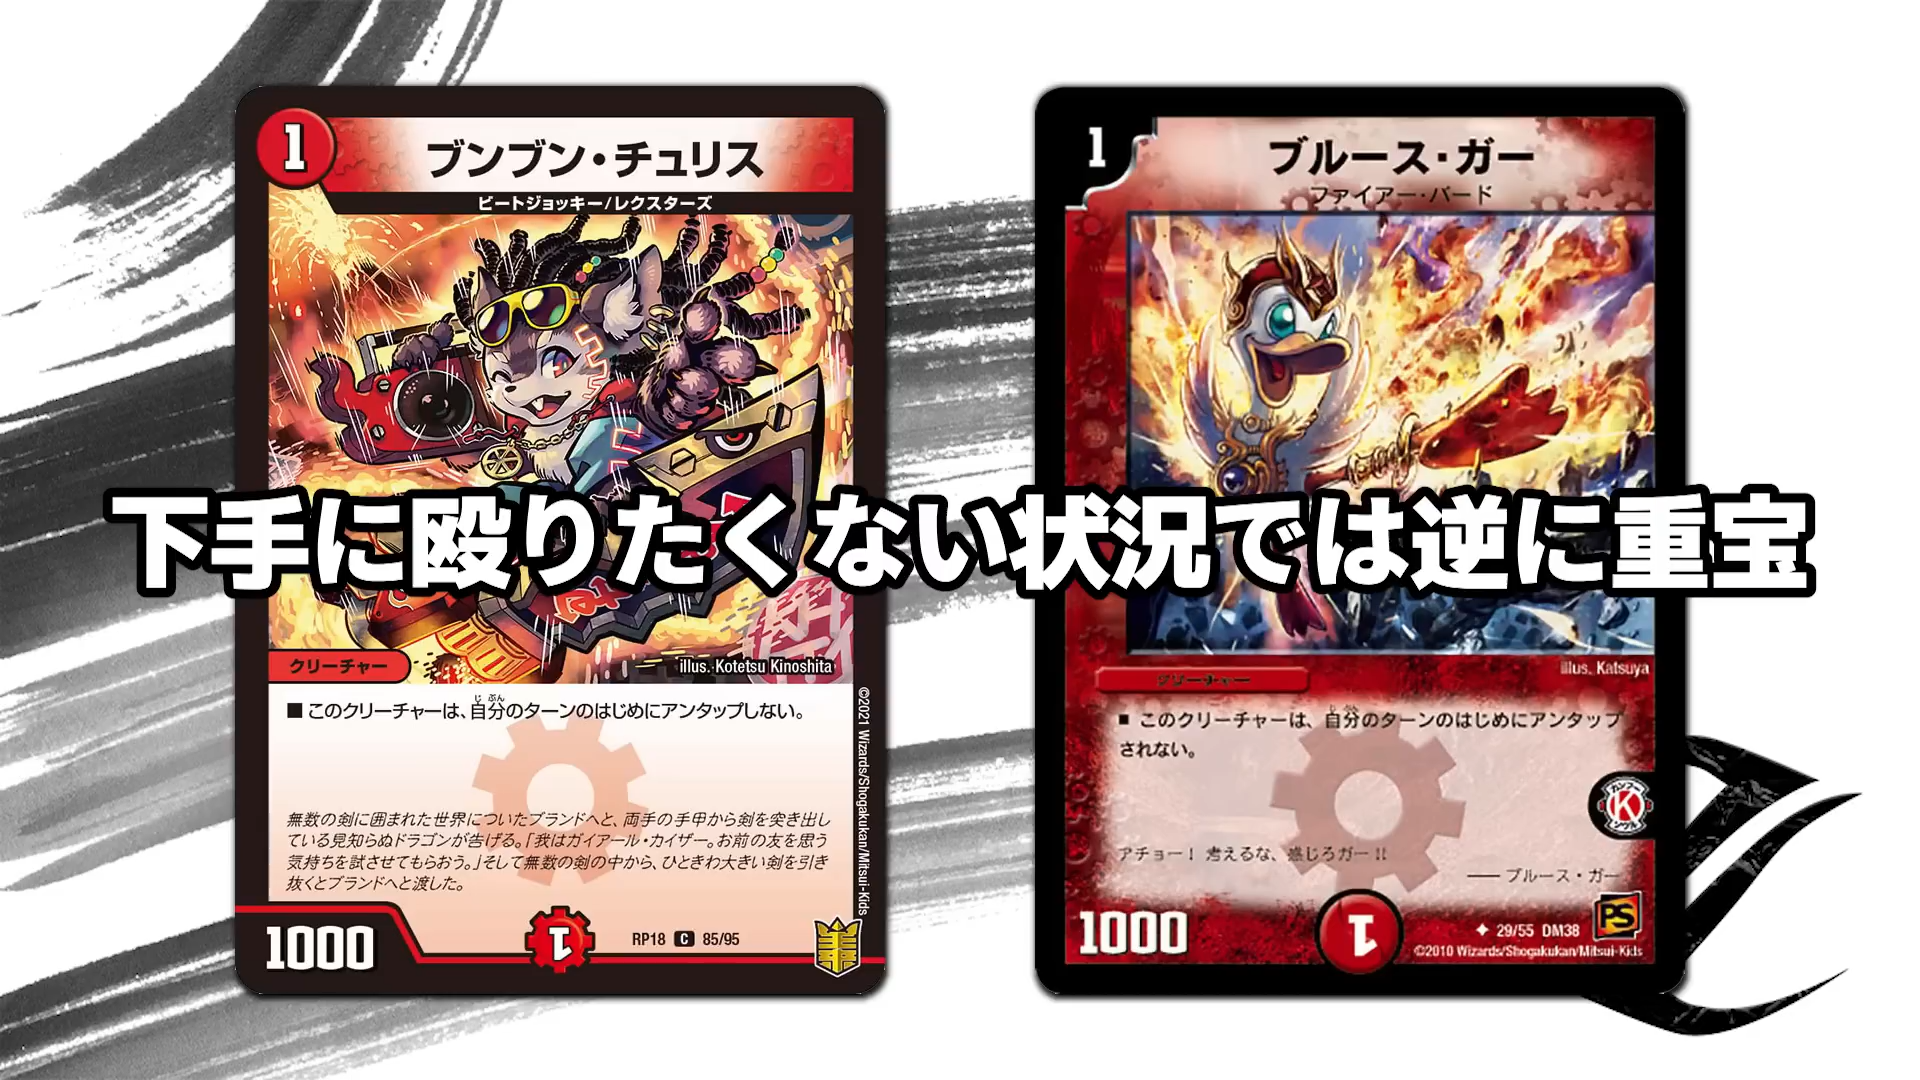 1
ブンブン・チュリス
ビートジョッキー/レクスターズ
クリーチャー
illus. Kotetsu Kinoshita
■ このクリーチャーは、自分のターンのはじめにアンタップしない。
無数の剣に囲まれた世界についたブランドへと、両手の手甲から剣を突き出し
ている見知らぬドラゴンが告げる。「我はガイアール・カイザー。お前の友を思う
気持ちを試させてもらおう。」そして無数の剣の中から、ひときわ大きい剣を引き
抜くとブランドへと渡した。
1000
1
RP18 C 85/95
©2021 Wizards/Shogakukan/Mitsui-Kids
1
ブルース・ガー
ファイアー・バード
下手に殴りたくない状況では逆に重宝
illus. Katsuya
クリーチャー
■ このクリーチャーは、自分のターンのはじめにアンタップ
されない。
K
アチョー! 考えるな、感じろガー!!
—— ブルース・ガー
1000
1
PS
29/55 DM38
©2010 Wizards/Shogakukan/Mitsui-Kids